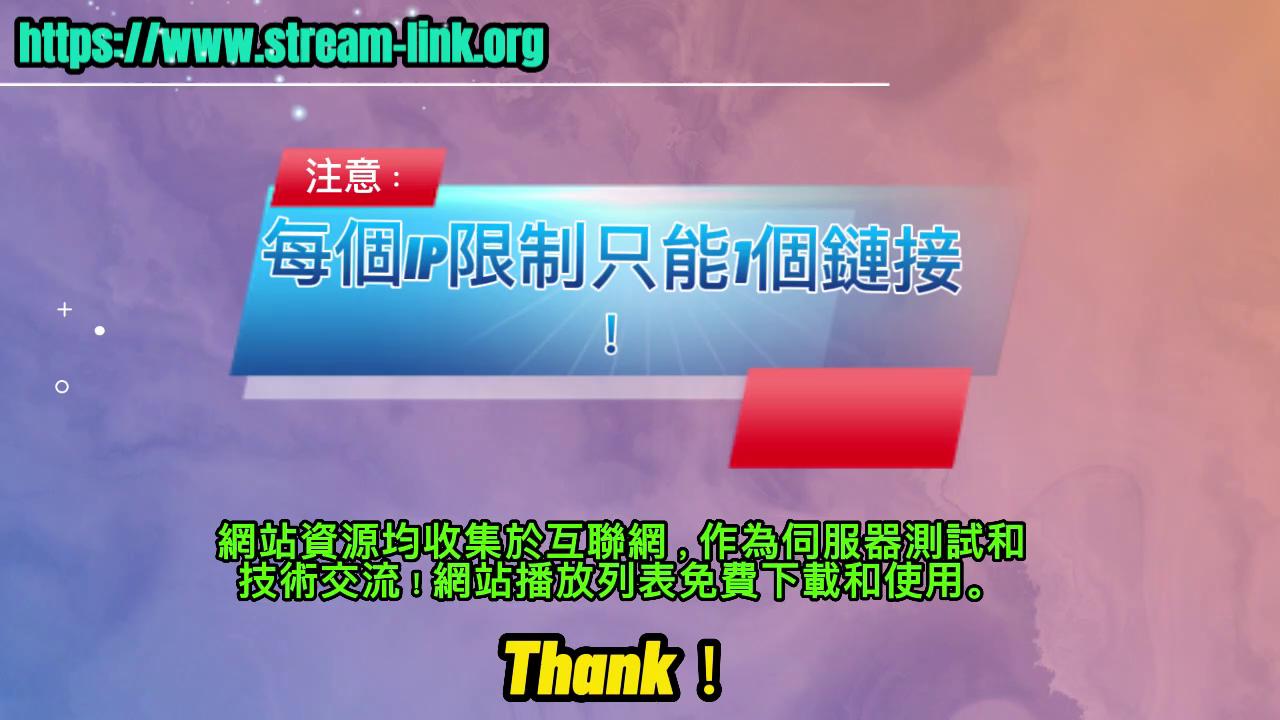 https://www.stream-link.org
注意：
每個IP限制只能1個鏈接
！
網站資源均收集於互聯網，作為伺服器測試和
技術交流！網站播放列表免費下載和使用。
Thank！